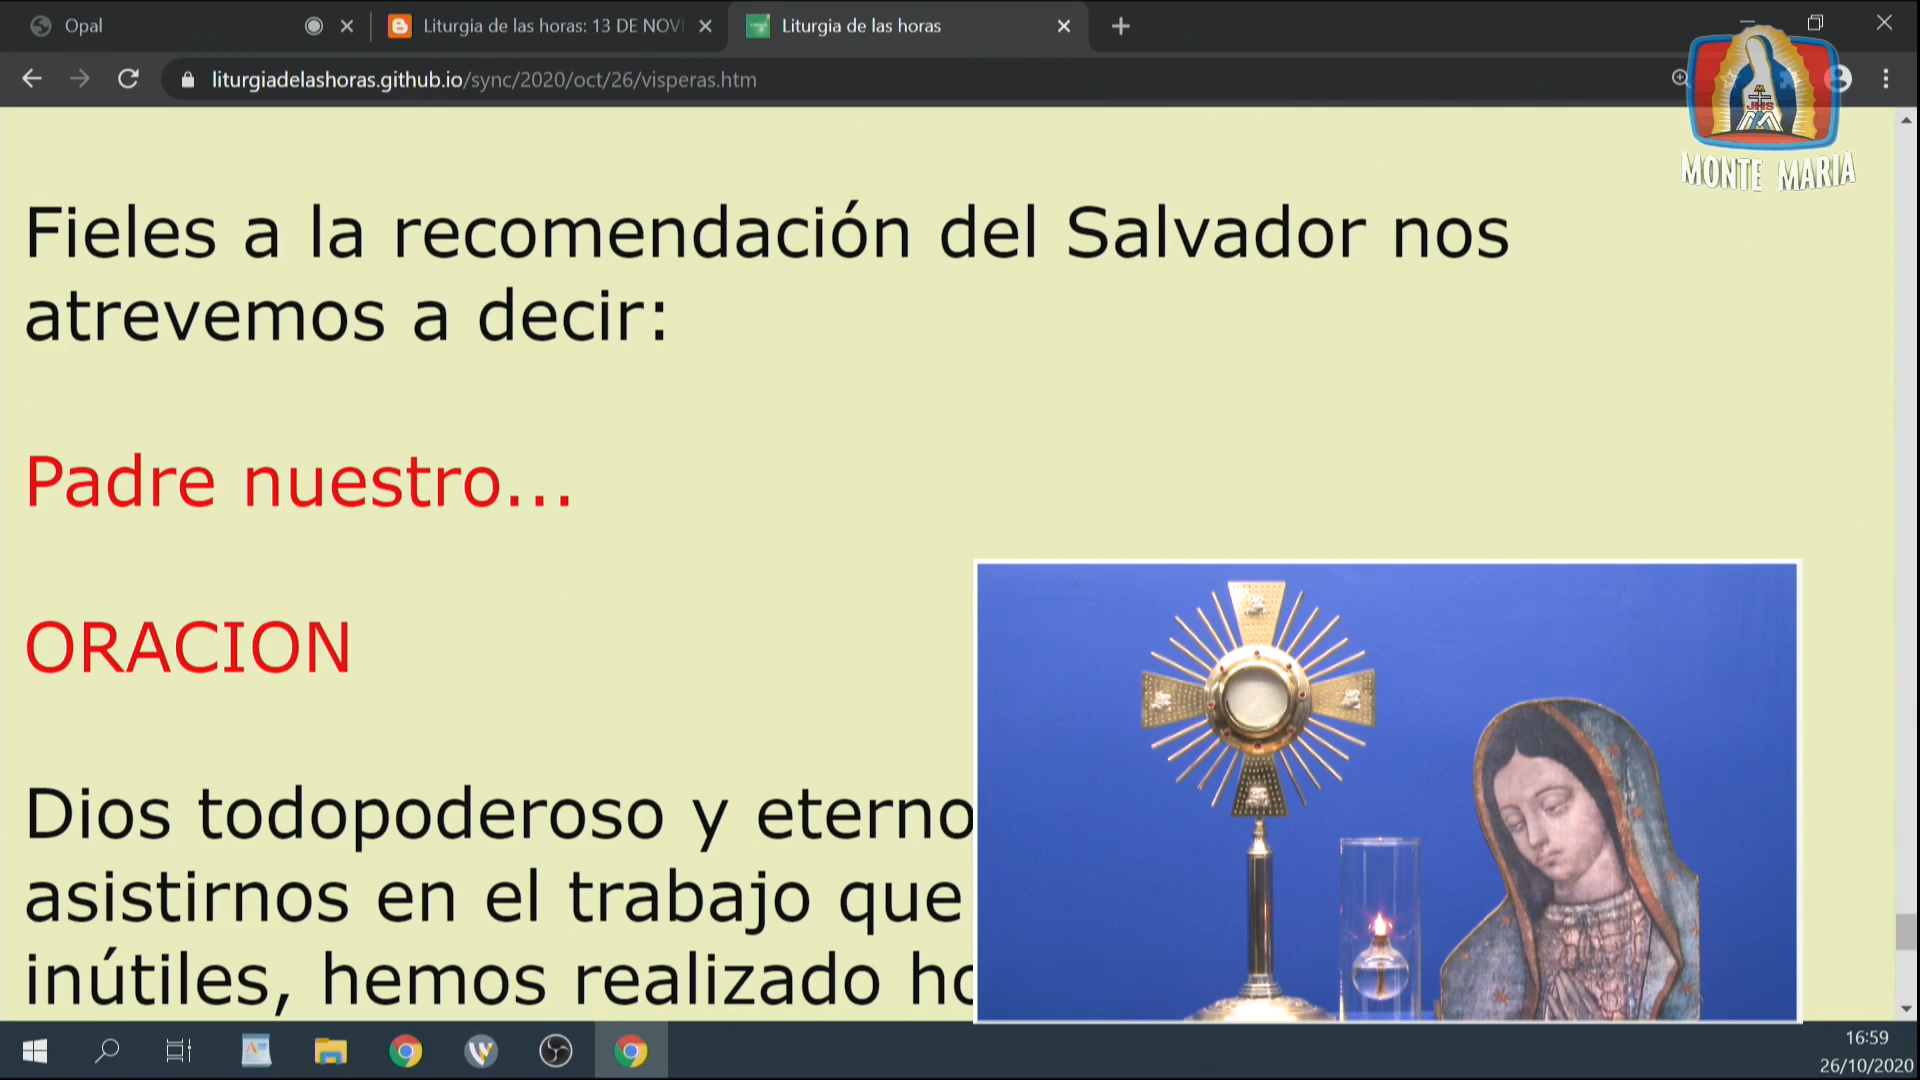 Opal
Liturgia de las horas: 13 DE NOVI
Liturgia de las horas
liturgiadelashoras.github.io/sync/2020/oct/26/visperas.htm
JHS
MONTE MARIA
Fieles a la recomendación del Salvador nos
atrevemos a decir:
Padre nuestro...
ORACION
Dios todopoderoso y eterno
asistirnos en el trabajo que
inútiles, hemos realizado
16:59
26/10/2020